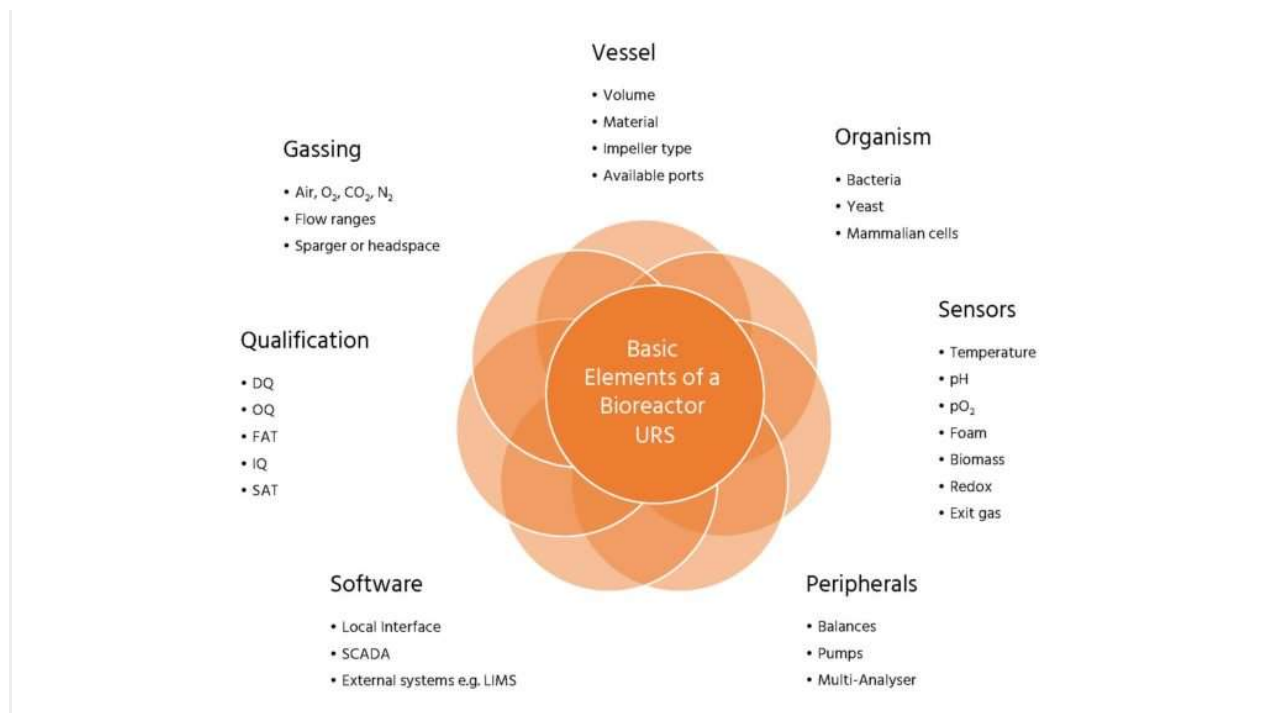 Vessel
• Volume
• Material
• Impeller type
• Available ports
Organism
• Bacteria
• Yeast
• Mammalian cells
Sensors
• Temperature
• pH
• pO₂
• Foam
• Biomass
• Redox
• Exit gas
Peripherals
• Balances
• Pumps
• Multi-Analyser
Software
• Local Interface
• SCADA
• External systems e.g. LIMS
Qualification
• DQ
• OQ
• FAT
• IQ
• SAT
Gassing
• Air, O₂, CO₂, N₂
• Flow ranges
• Sparger or headspace
Basic
Elements of a
Bioreactor
URS